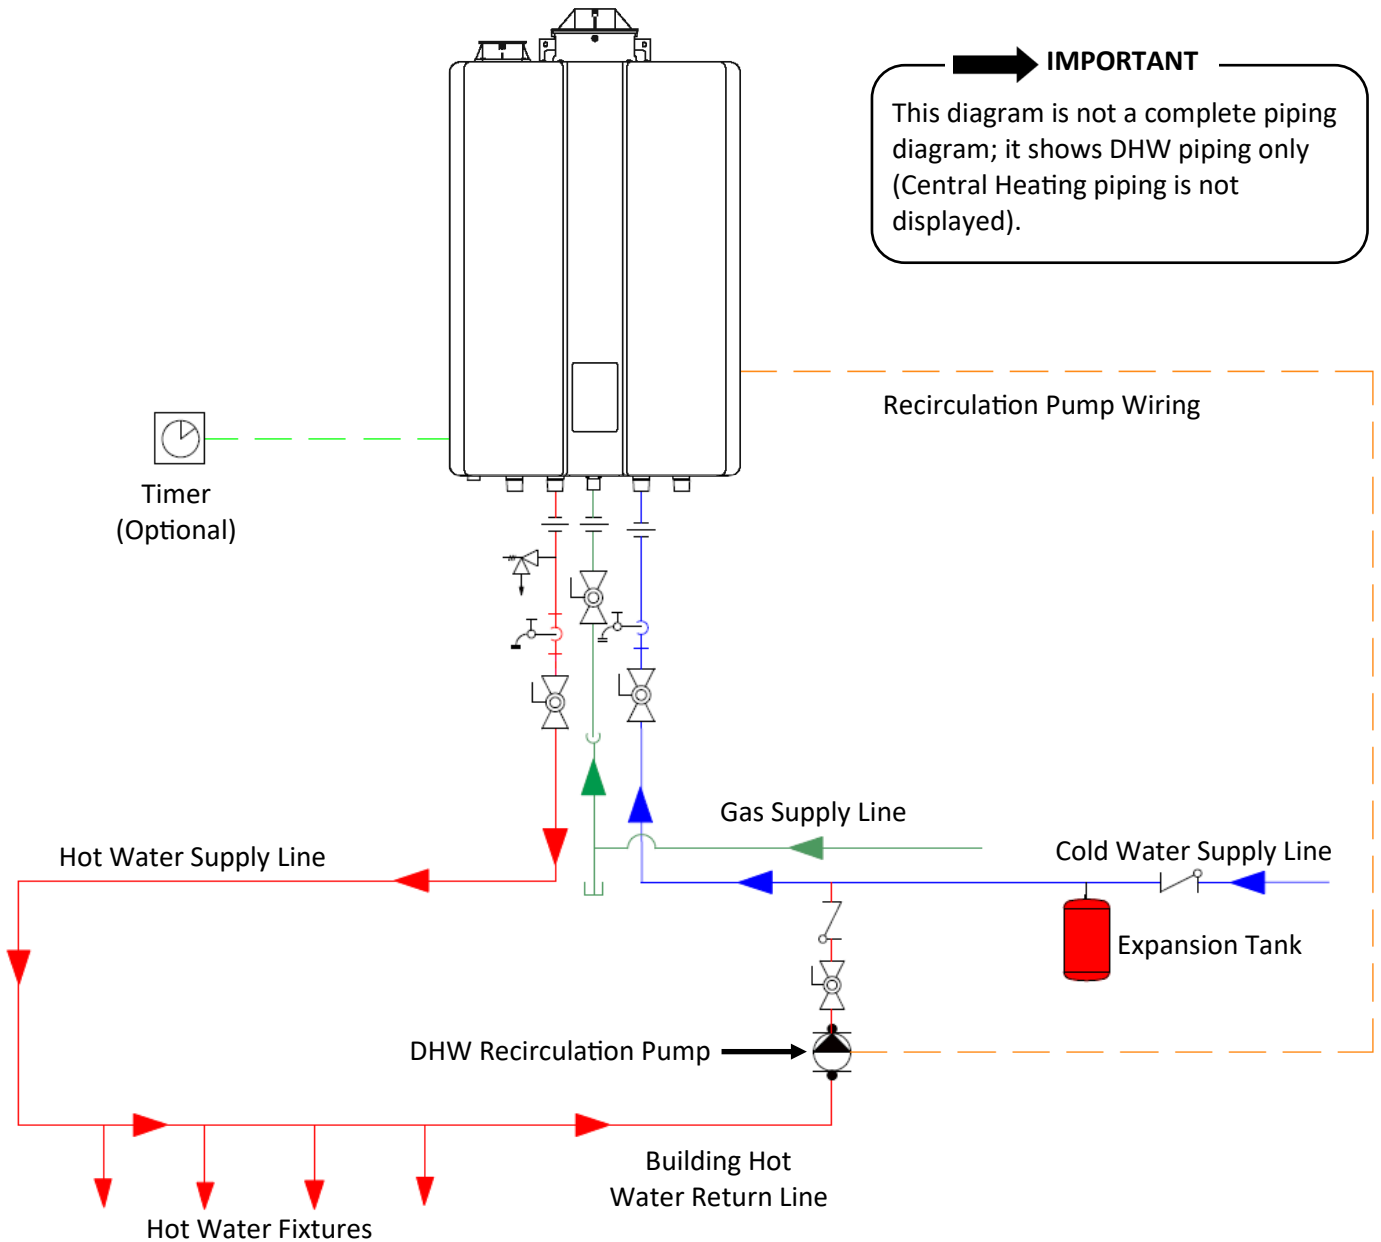 IMPORTANT
This diagram is not a complete piping
diagram; it shows DHW piping only
(Central Heating piping is not
displayed).
Recirculation Pump Wiring
Timer
(Optional)
Gas Supply Line
Hot Water Supply Line
Cold Water Supply Line
Expansion Tank
DHW Recirculation Pump
Building Hot
Water Return Line
Hot Water Fixtures